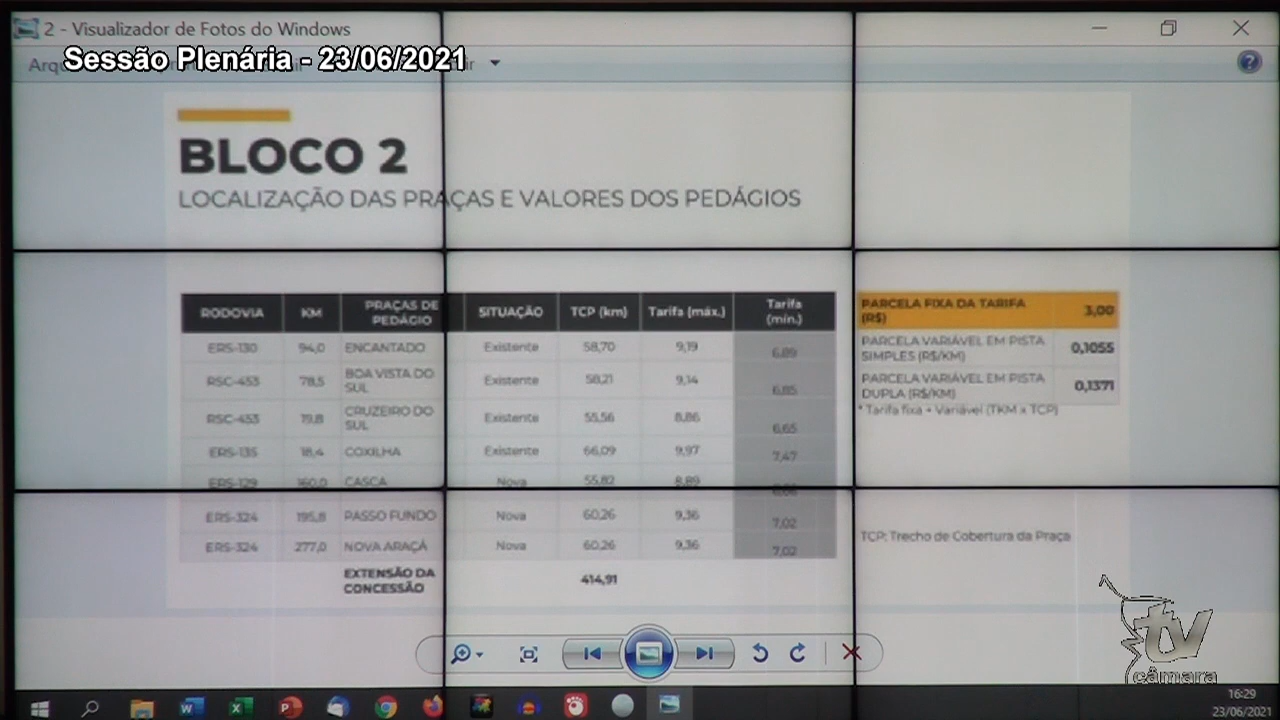 2 - Visualizador de Fotos do Windows
Sessão Plenária - 23/06/2021
BLOCO 2
LOCALIZAÇÃO DAS PRAÇAS E VALORES DOS PEDÁGIOS
RODOVIA KM PRAÇAS DE PEDÁGIO SITUAÇÃO TCP (km) Tarifa (máx.) Tarifa (mín.)
ERS-130 94,0 ENCANTADO Existente 58,70 9,19 6,89
RSC-453 78,5 BOA VISTA DO SUL Existente 58,21 9,14 6,85
RSC-453 19,8 CRUZEIRO DO SUL Existente 55,56 8,86 6,65
ERS-135 18,4 COXILHA Existente 66,09 9,97 7,47
ERS-129 160,0 CASCA Nova 55,82 8,89
ERS-324 195,8 PASSO FUNDO Nova 60,26 9,36 7,02
ERS-324 277,0 NOVA ARAÇÁ Nova 60,26 9,36 7,02
EXTENSÃO DA CONCESSÃO 414,91
PARCELA FIXA DA TARIFA (R$) 3,00
PARCELA VARIÁVEL EM PISTA SIMPLES (R$/KM) 0,1055
PARCELA VARIÁVEL EM PISTA DUPLA (R$/KM) 0,1371
* Tarifa fixa + Variável (TKM x TCP)
TCP: Trecho de Cobertura da Praça
tv
câmara
16:29
23/06/2021